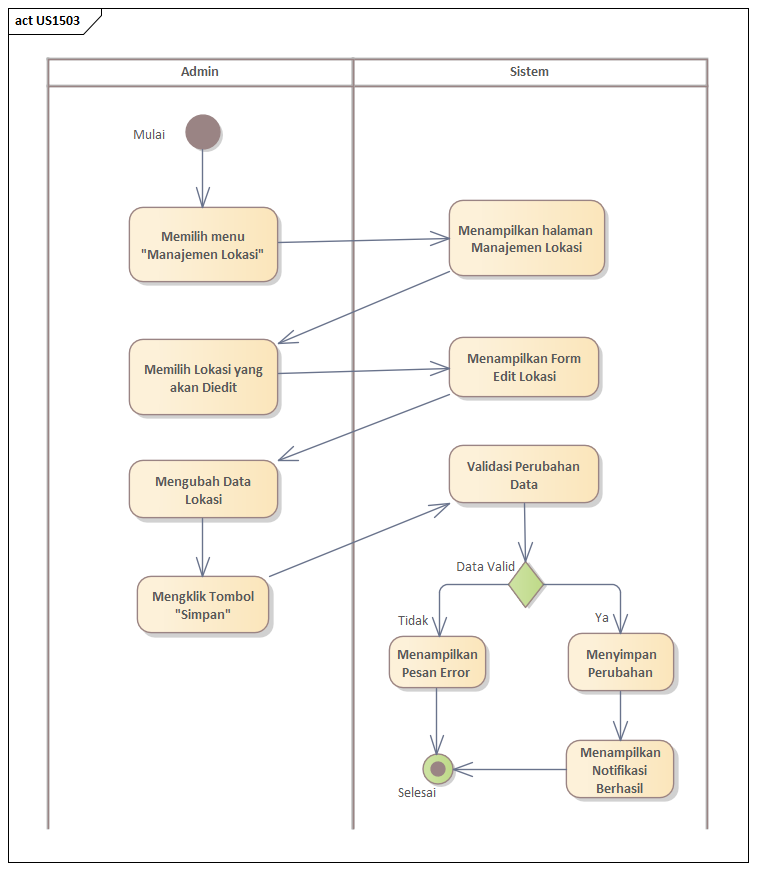 act US1503
Admin
Sistem
Mulai
Memilih menu
"Manajemen Lokasi"
Menampilkan halaman
Manajemen Lokasi
Memilih Lokasi yang
akan Diedit
Menampilkan Form
Edit Lokasi
Mengubah Data
Lokasi
Validasi Perubahan
Data
Mengklik Tombol
"Simpan"
Data Valid
Tidak
Ya
Menampilkan
Pesan Error
Menyimpan
Perubahan
Menampilkan
Notifikasi
Berhasil
Selesai